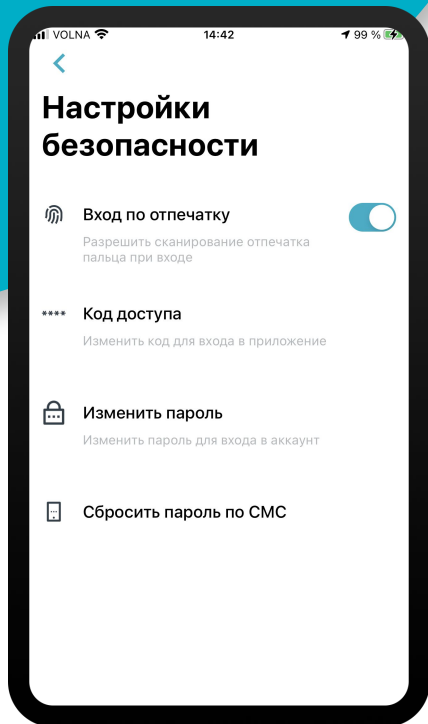 VOLNA 14:42 99 %
Настройки
безопасности
Вход по отпечатку
Разрешить сканирование отпечатка
пальца при входе
**** Код доступа
Изменить код для входа в приложение
Изменить пароль
Изменить пароль для входа в аккаунт
Сбросить пароль по СМС